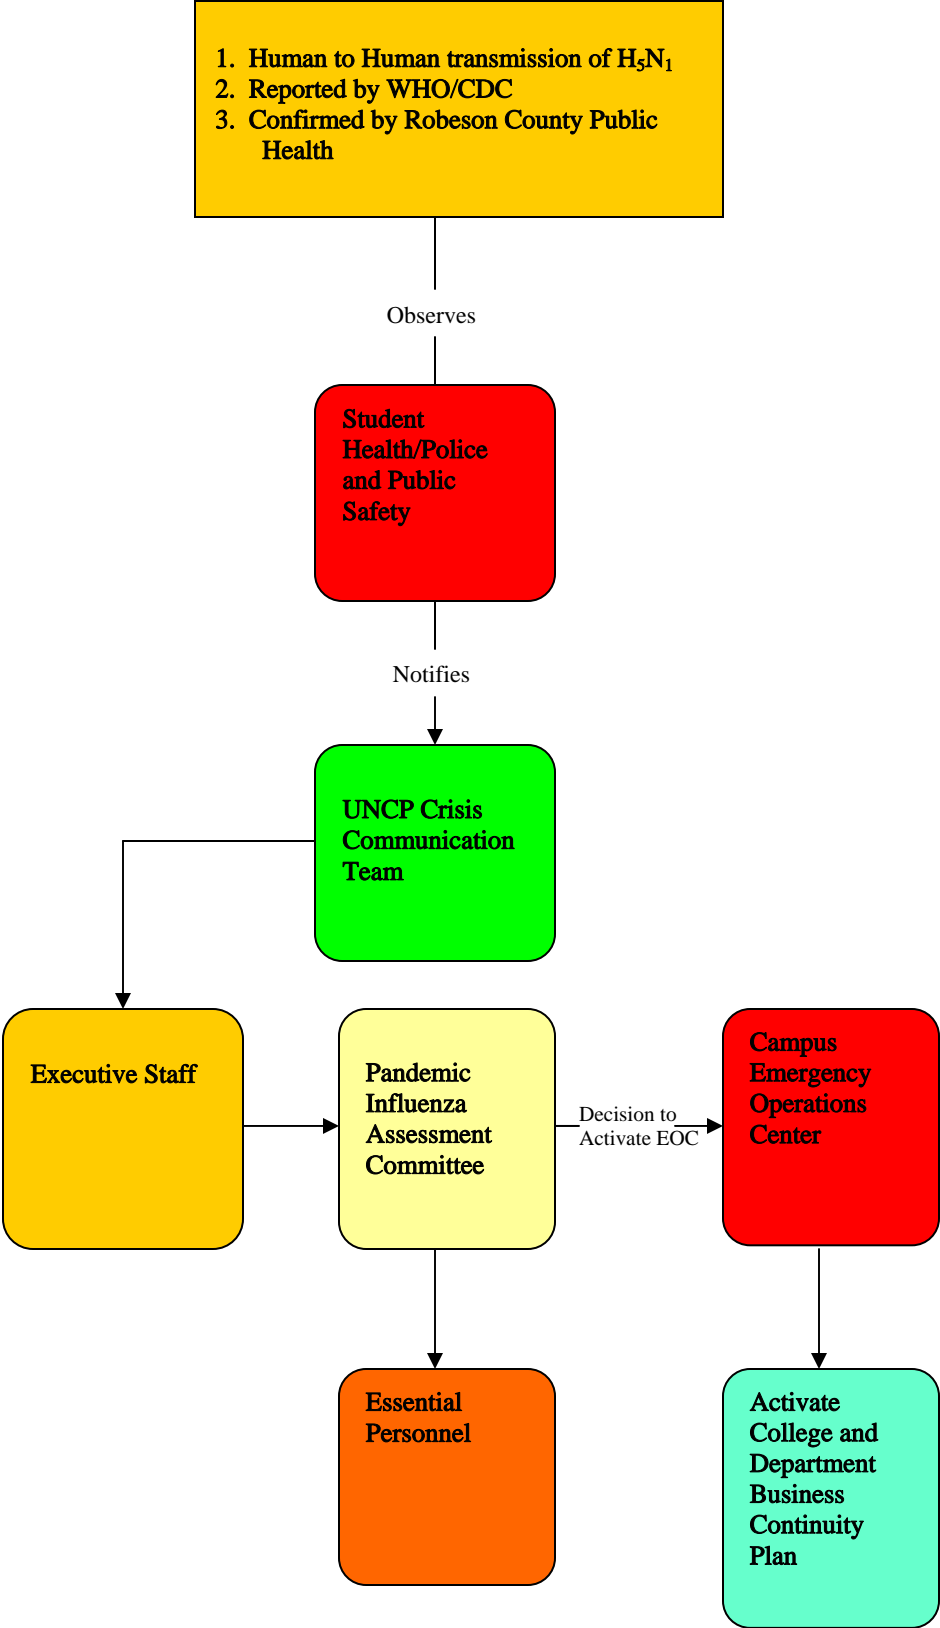 1. Human to Human transmission of H₅N₁
2. Reported by WHO/CDC
3. Confirmed by Robeson County Public
Health
Observes
Student
Health/Police
and Public
Safety
Notifies
UNCP Crisis
Communication
Team
Executive Staff
Pandemic
Influenza
Assessment
Committee
Decision to
Activate EOC
Campus
Emergency
Operations
Center
Essential
Personnel
Activate
College and
Department
Business
Continuity
Plan